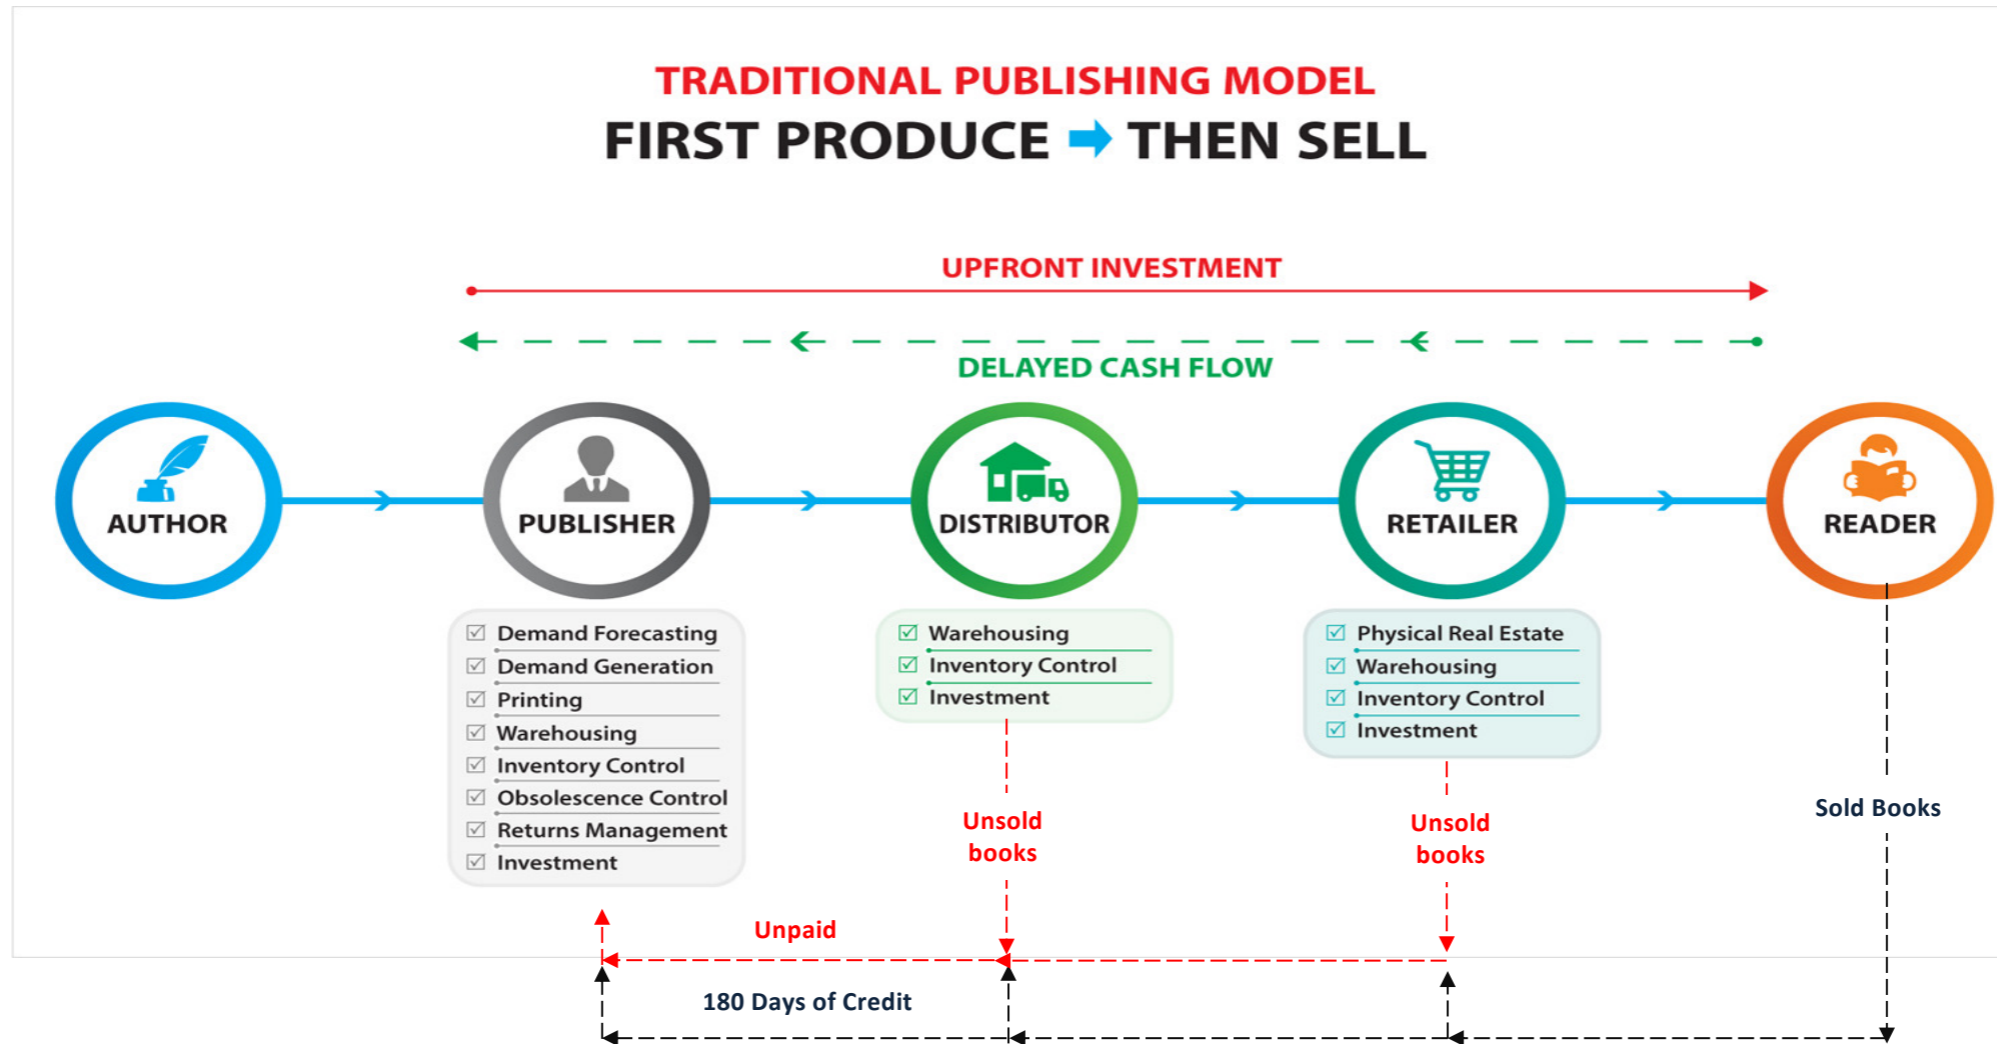 TRADITIONAL PUBLISHING MODEL
FIRST PRODUCE THEN SELL
UPFRONT INVESTMENT
DELAYED CASH FLOW
AUTHOR
PUBLISHER
DISTRIBUTOR
RETAILER
READER
Demand Forecasting
Demand Generation
Printing
Warehousing
Inventory Control
Obsolescence Control
Returns Management
Investment
Warehousing
Inventory Control
Investment
Physical Real Estate
Warehousing
Inventory Control
Investment
Unsold
books
Unsold
books
Sold Books
Unpaid
180 Days of Credit